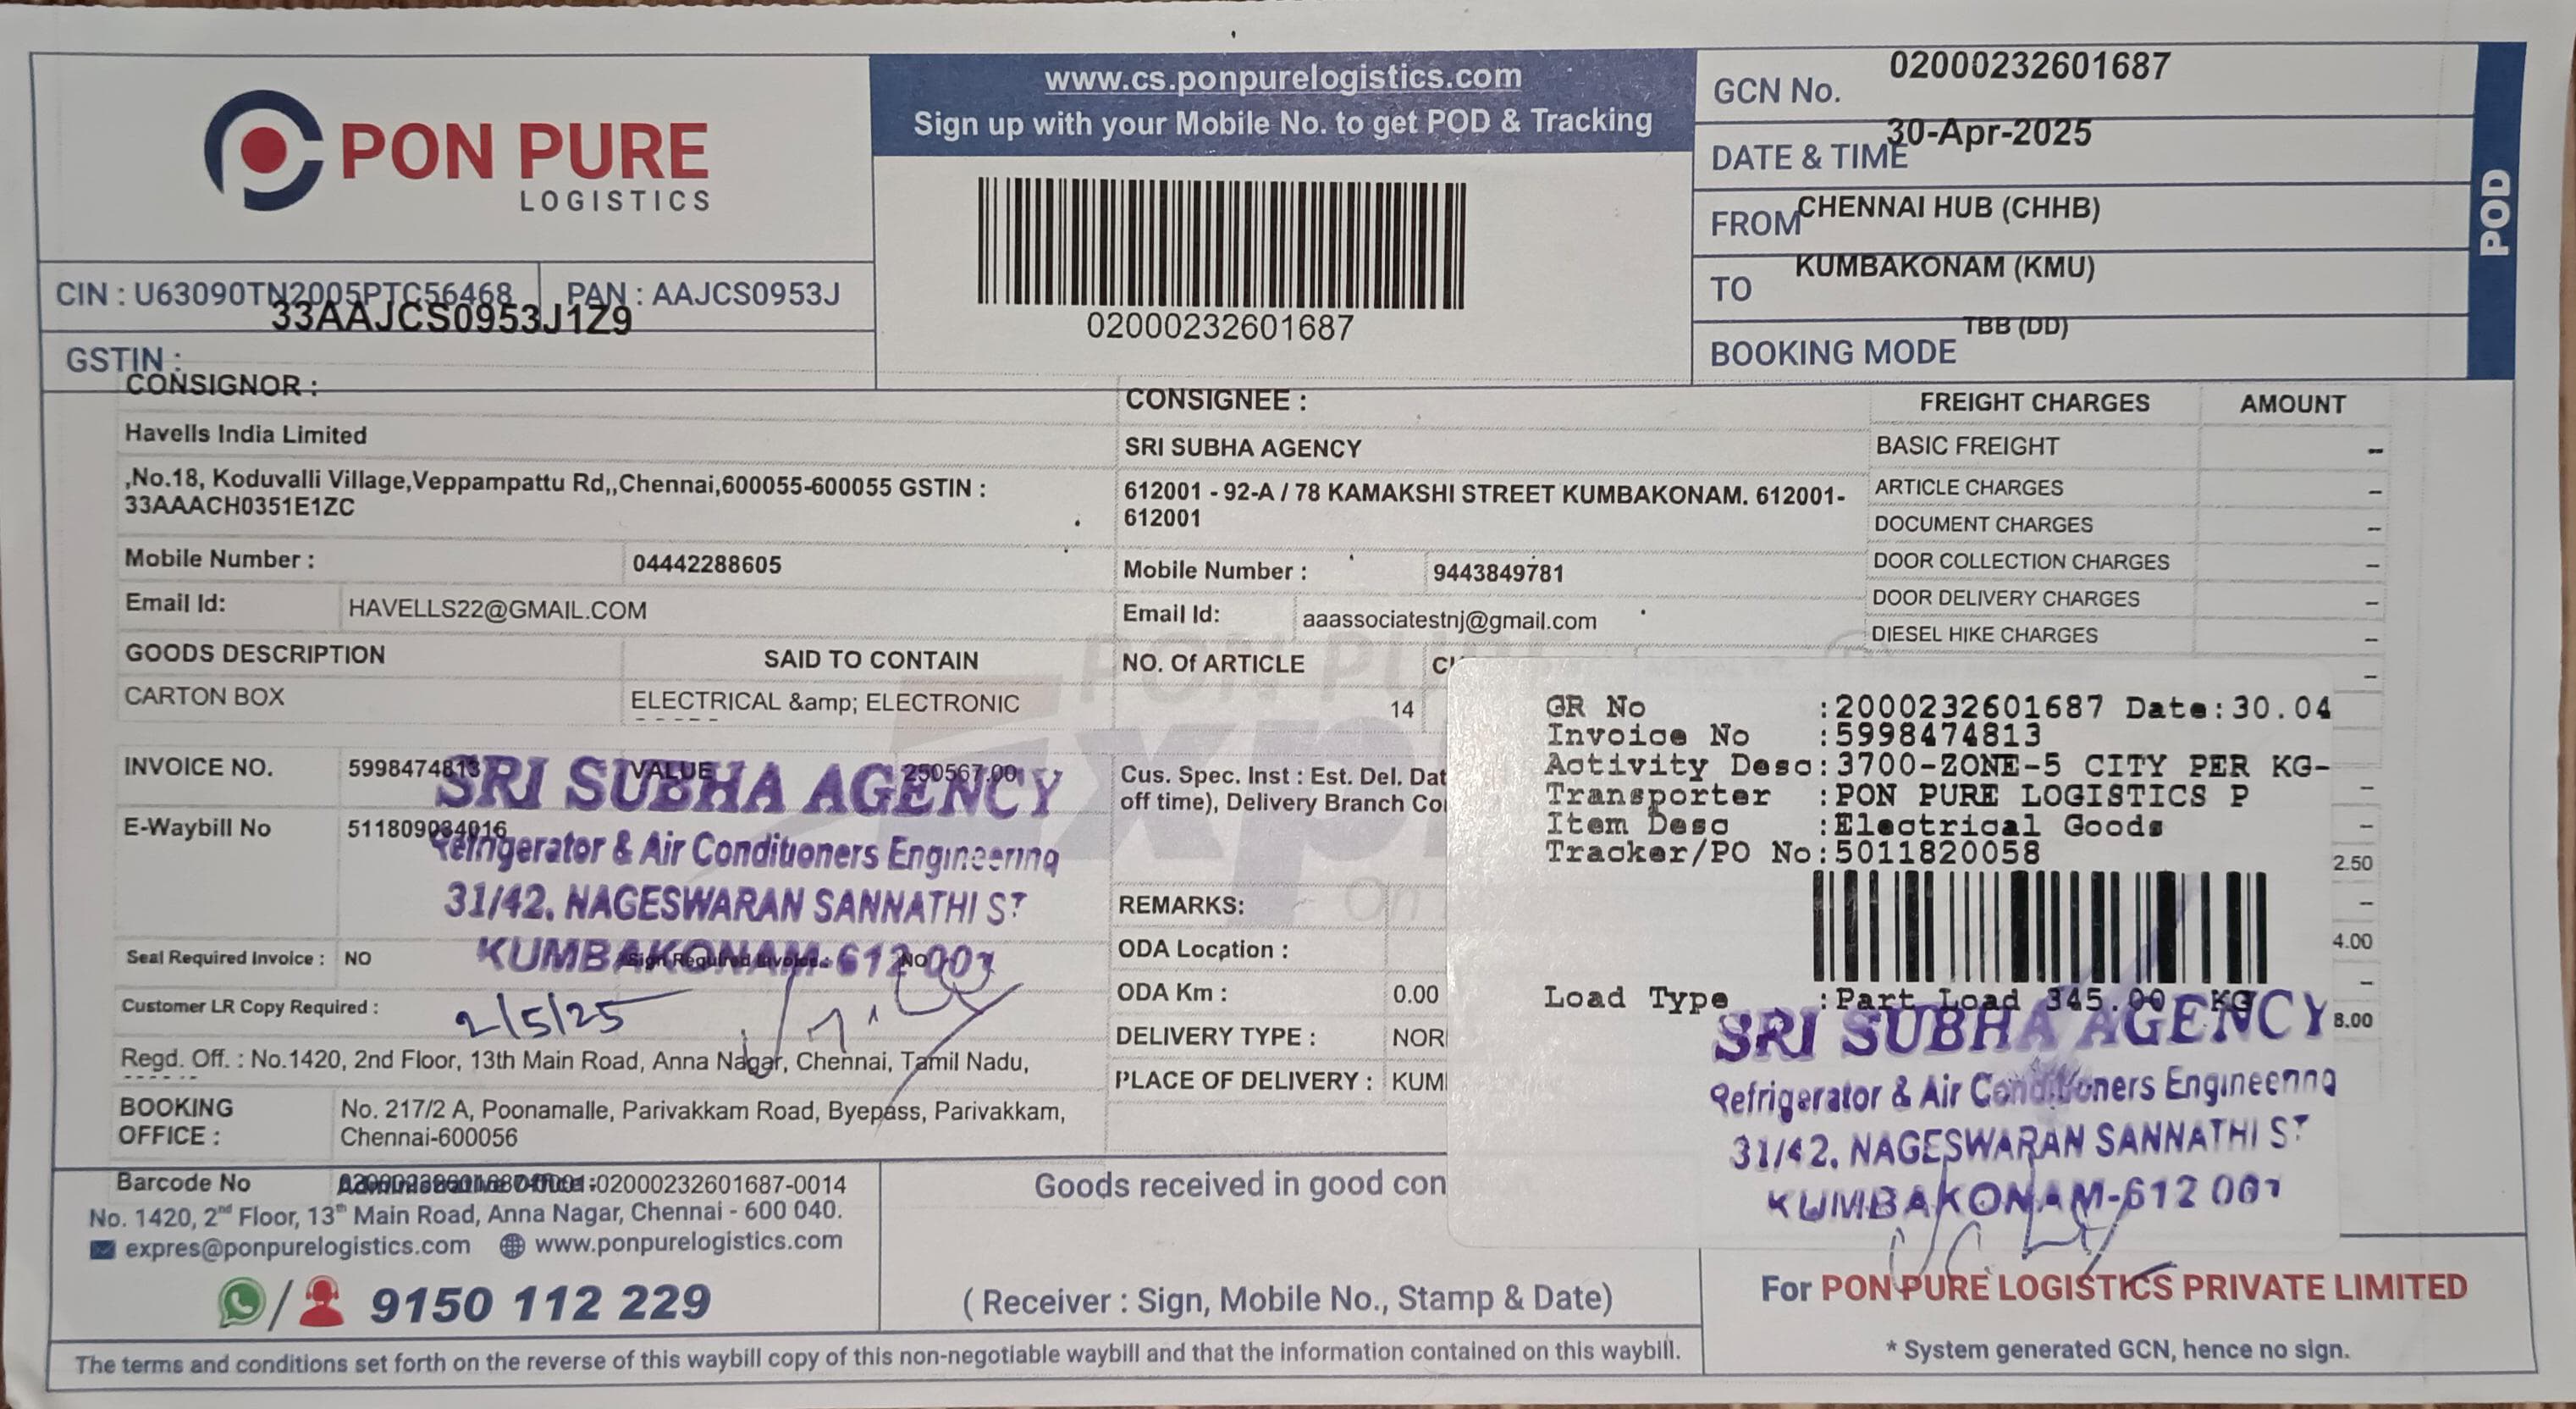 PON PURE
LOGISTICS
www.cs.ponpurelogistics.com
Sign up with your Mobile No. to get POD & Tracking
02000232601687
GCN No. 02000232601687
DATE & TIME 30-Apr-2025
FROM CHENNAI HUB (CHHB)
TO KUMBAKONAM (KMU)
BOOKING MODE TBB (DD)
POD
CIN : U63090TN2005PTC56468 PAN : AAJCS0953J
GSTIN : 33AAJCS0953J1Z9
CONSIGNOR :
Havells India Limited
,No.18, Koduvalli Village,Veppampattu Rd,,Chennai,600055-600055 GSTIN :
33AAACH0351E1ZC
Mobile Number : 04442288605
Email Id: HAVELLS22@GMAIL.COM
GOODS DESCRIPTION SAID TO CONTAIN
CARTON BOX ELECTRICAL &amp; ELECTRONIC
CONSIGNEE :
SRI SUBHA AGENCY
612001 - 92-A / 78 KAMAKSHI STREET KUMBAKONAM. 612001-
612001
Mobile Number : 9443849781
Email Id: aaassociatestnj@gmail.com
NO. Of ARTICLE
14
FREIGHT CHARGES AMOUNT
BASIC FREIGHT –
ARTICLE CHARGES –
DOCUMENT CHARGES –
DOOR COLLECTION CHARGES –
DOOR DELIVERY CHARGES –
DIESEL HIKE CHARGES –
–
–
–
2.50
–
4.00
–
8.00
INVOICE NO. 5998474813 VALUE 250567.00
E-Waybill No 511809034016
Seal Required Invoice : NO Sign Required Invoice : NO
Customer LR Copy Required :
Regd. Off. : No.1420, 2nd Floor, 13th Main Road, Anna Nagar, Chennai, Tamil Nadu,
BOOKING OFFICE : No. 217/2 A, Poonamalle, Parivakkam Road, Byepass, Parivakkam,
Chennai-600056
SRI SUBHA AGENCY
Refrigerator & Air Conditioners Engineering
31/42, NAGESWARAN SANNATHI ST
KUMBAKONAM-612 001
2/5/25
Cus. Spec. Inst : Est. Del. Dat
off time), Delivery Branch Co
REMARKS:
ODA Location :
ODA Km : 0.00
DELIVERY TYPE : NOR
PLACE OF DELIVERY : KUM
GR No :2000232601687 Date:30.04
Invoice No :5998474813
Activity Desc:3700-ZONE-5 CITY PER KG-
Transporter :PON PURE LOGISTICS P
Item Desc :Electrical Goods
Tracker/PO No:5011820058
Load Type :Part Load 345.00 KG
SRI SUBHA AGENCY
Refrigerator & Air Conditioners Engineering
31/42, NAGESWARAN SANNATHI ST
KUMBAKONAM-612 001
Barcode No -02000232601687-0014
No. 1420, 2nd Floor, 13th Main Road, Anna Nagar, Chennai - 600 040.
expres@ponpurelogistics.com www.ponpurelogistics.com
/ 9150 112 229
Goods received in good con
( Receiver : Sign, Mobile No., Stamp & Date)
For PON PURE LOGISTICS PRIVATE LIMITED
* System generated GCN, hence no sign.
The terms and conditions set forth on the reverse of this waybill copy of this non-negotiable waybill and that the information contained on this waybill.